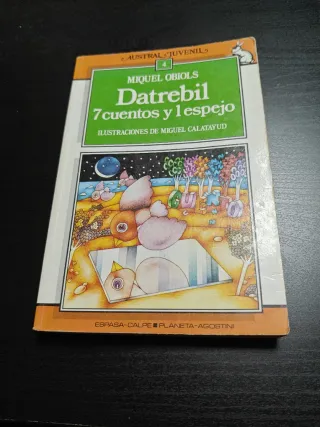 AUSTRAL JUVENIL
4
MIQUEL OBIOLS
Datrebil
7 cuentos y 1 espejo
ILUSTRACIONES DE MIGUEL CALATAYUD
ESPASA-CALPE ■ PLANETA-AGOSTINI